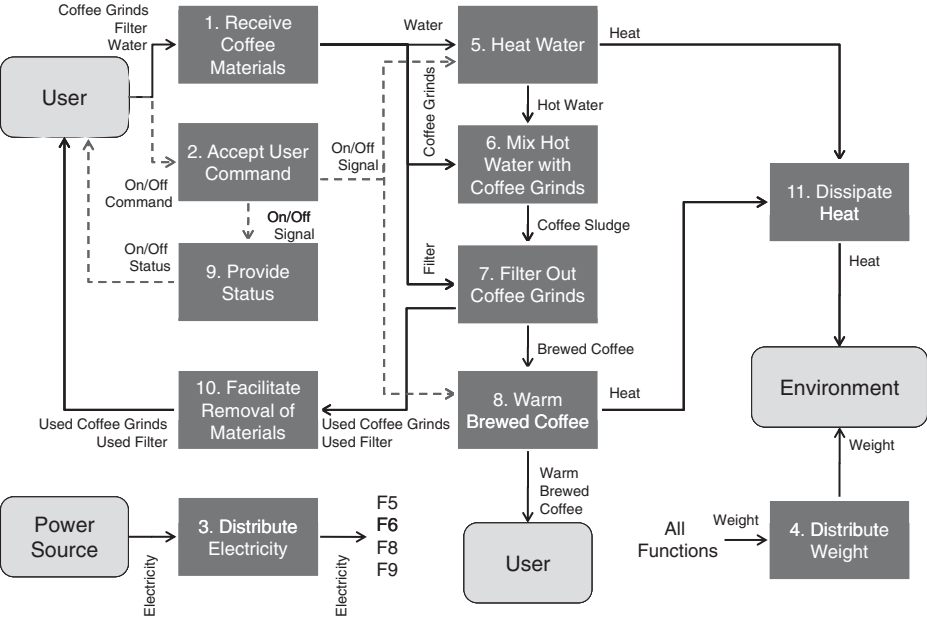 Coffee Grinds
Filter
Water
User
1. Receive
Coffee
Materials
Water
5. Heat Water
Heat
Coffee Grinds
Hot Water
2. Accept User
Command
On/Off
Signal
6. Mix Hot
Water with
Coffee Grinds
On/Off
Command
On/Off
Signal
Coffee Sludge
11. Dissipate
Heat
On/Off
Status
9. Provide
Status
Filter
7. Filter Out
Coffee Grinds
Heat
Brewed Coffee
Environment
10. Facilitate
Removal of
Materials
8. Warm
Brewed Coffee
Heat
Used Coffee Grinds
Used Filter
Used Coffee Grinds
Used Filter
Weight
Warm
Brewed
Coffee
Power
Source
Electricity
3. Distribute
Electricity
Electricity
F5
F6
F8
F9
User
All
Functions
Weight
4. Distribute
Weight